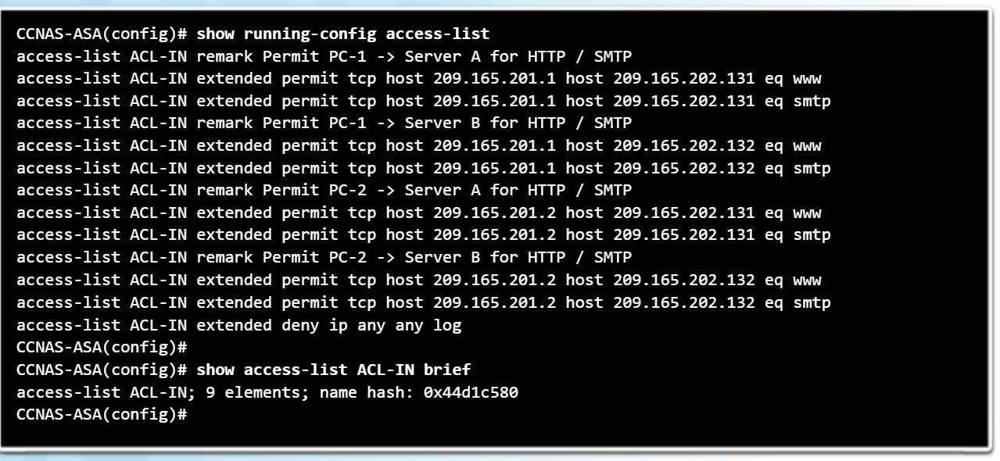 CCNAS-ASA(config)# show running-config access-list
access-list ACL-IN remark Permit PC-1 -> Server A for HTTP / SMTP
access-list ACL-IN extended permit tcp host 209.165.201.1 host 209.165.202.131 eq www
access-list ACL-IN extended permit tcp host 209.165.201.1 host 209.165.202.131 eq smtp
access-list ACL-IN remark Permit PC-1 -> Server B for HTTP / SMTP
access-list ACL-IN extended permit tcp host 209.165.201.1 host 209.165.202.132 eq www
access-list ACL-IN extended permit tcp host 209.165.201.1 host 209.165.202.132 eq smtp
access-list ACL-IN remark Permit PC-2 -> Server A for HTTP / SMTP
access-list ACL-IN extended permit tcp host 209.165.201.2 host 209.165.202.131 eq www
access-list ACL-IN extended permit tcp host 209.165.201.2 host 209.165.202.131 eq smtp
access-list ACL-IN remark Permit PC-2 -> Server B for HTTP / SMTP
access-list ACL-IN extended permit tcp host 209.165.201.2 host 209.165.202.132 eq www
access-list ACL-IN extended permit tcp host 209.165.201.2 host 209.165.202.132 eq smtp
access-list ACL-IN extended deny ip any any log
CCNAS-ASA(config)#
CCNAS-ASA(config)# show access-list ACL-IN brief
access-list ACL-IN; 9 elements; name hash: 0x44d1c580
CCNAS-ASA(config)#